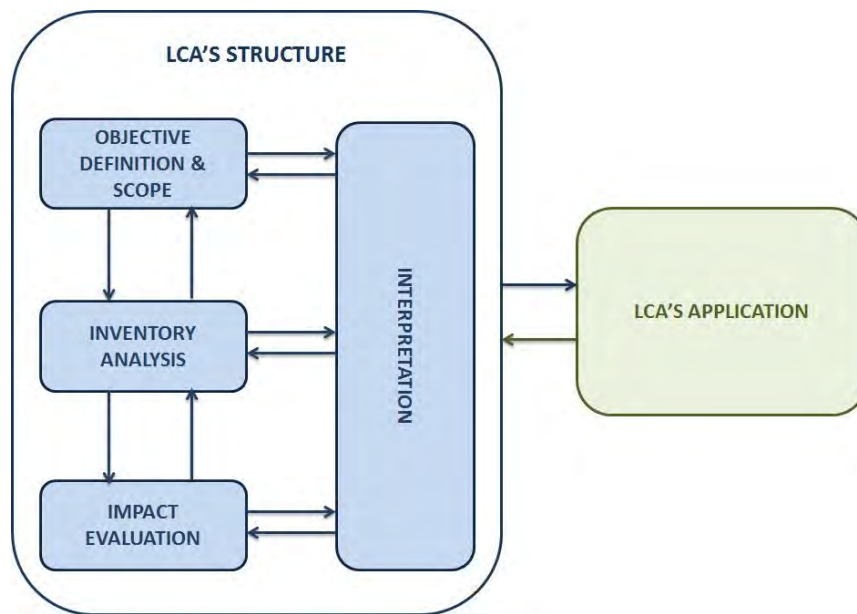 LCA'S STRUCTURE
OBJECTIVE
DEFINITION &
SCOPE
INVENTORY
ANALYSIS
IMPACT
EVALUATION
INTERPRETATION
LCA'S APPLICATION